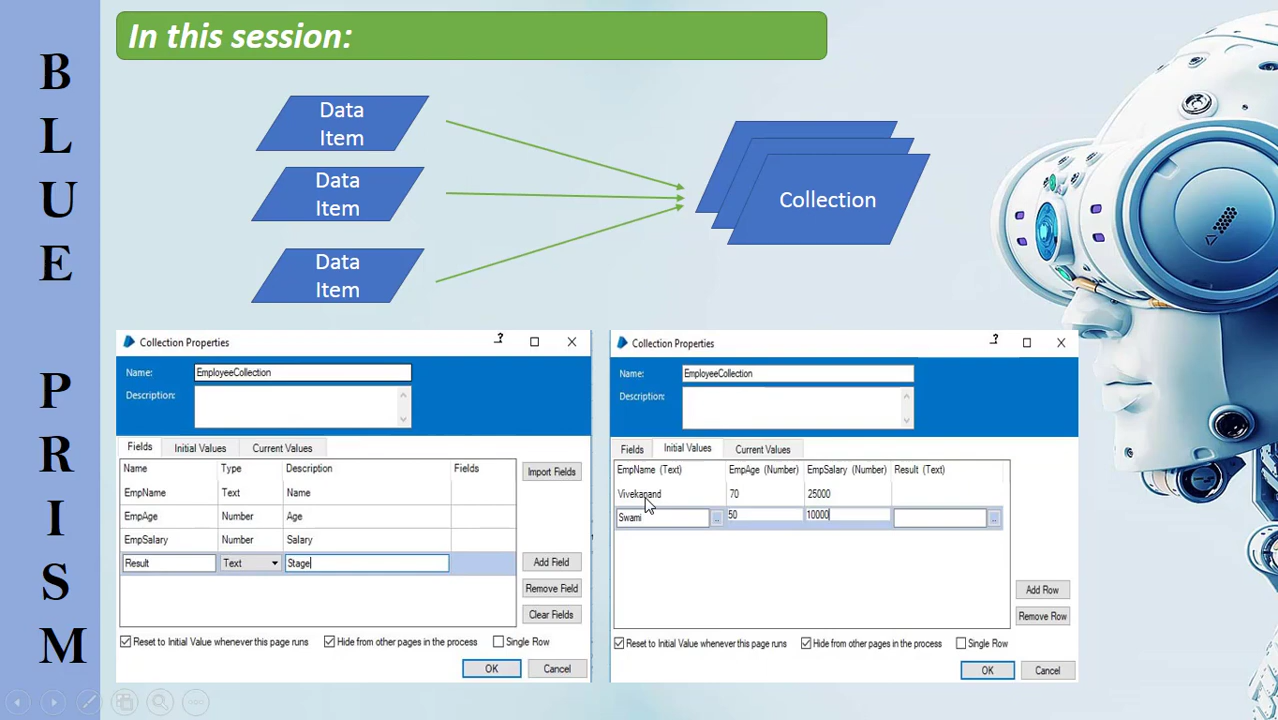 BLUE PRISM
In this session:
Data
Item
Data
Item
Data
Item
Collection
Collection Properties
Name: EmployeeCollection
Description:
Fields Initial Values Current Values
Name Type Description Fields
EmpName Text Name
EmpAge Number Age
EmpSalary Number Salary
Result Text Stage
Import Fields
Add Field
Remove Field
Clear Fields
Reset to Initial Value whenever this page runs Hide from other pages in the process Single Row
OK Cancel
Collection Properties
Name: EmployeeCollection
Description:
Fields Initial Values Current Values
EmpName (Text) EmpAge (Number) EmpSalary (Number) Result (Text)
Vivekanand 70 25000
Swami 50 10000
Add Row
Remove Row
Reset to Initial Value whenever this page runs Hide from other pages in the process Single Row
OK Cancel